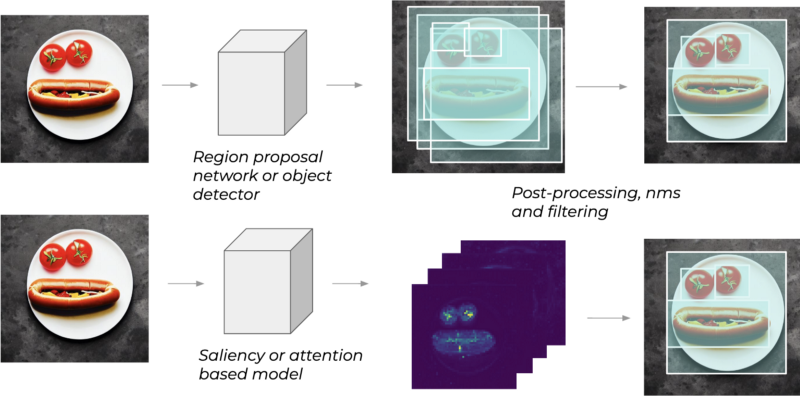 Region proposal
network or object
detector
Post-processing, nms
and filtering
Saliency or attention
based model